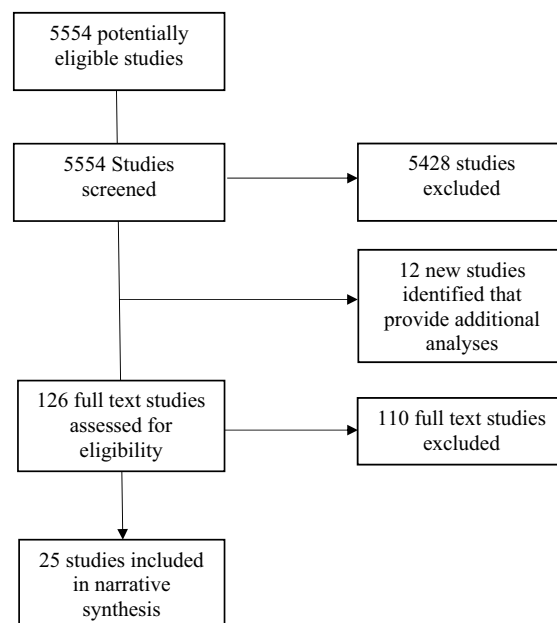 5554 potentially
eligible studies
5554 Studies
screened
5428 studies
excluded
12 new studies
identified that
provide additional
analyses
126 full text studies
assessed for
eligibility
110 full text studies
excluded
25 studies included
in narrative
synthesis